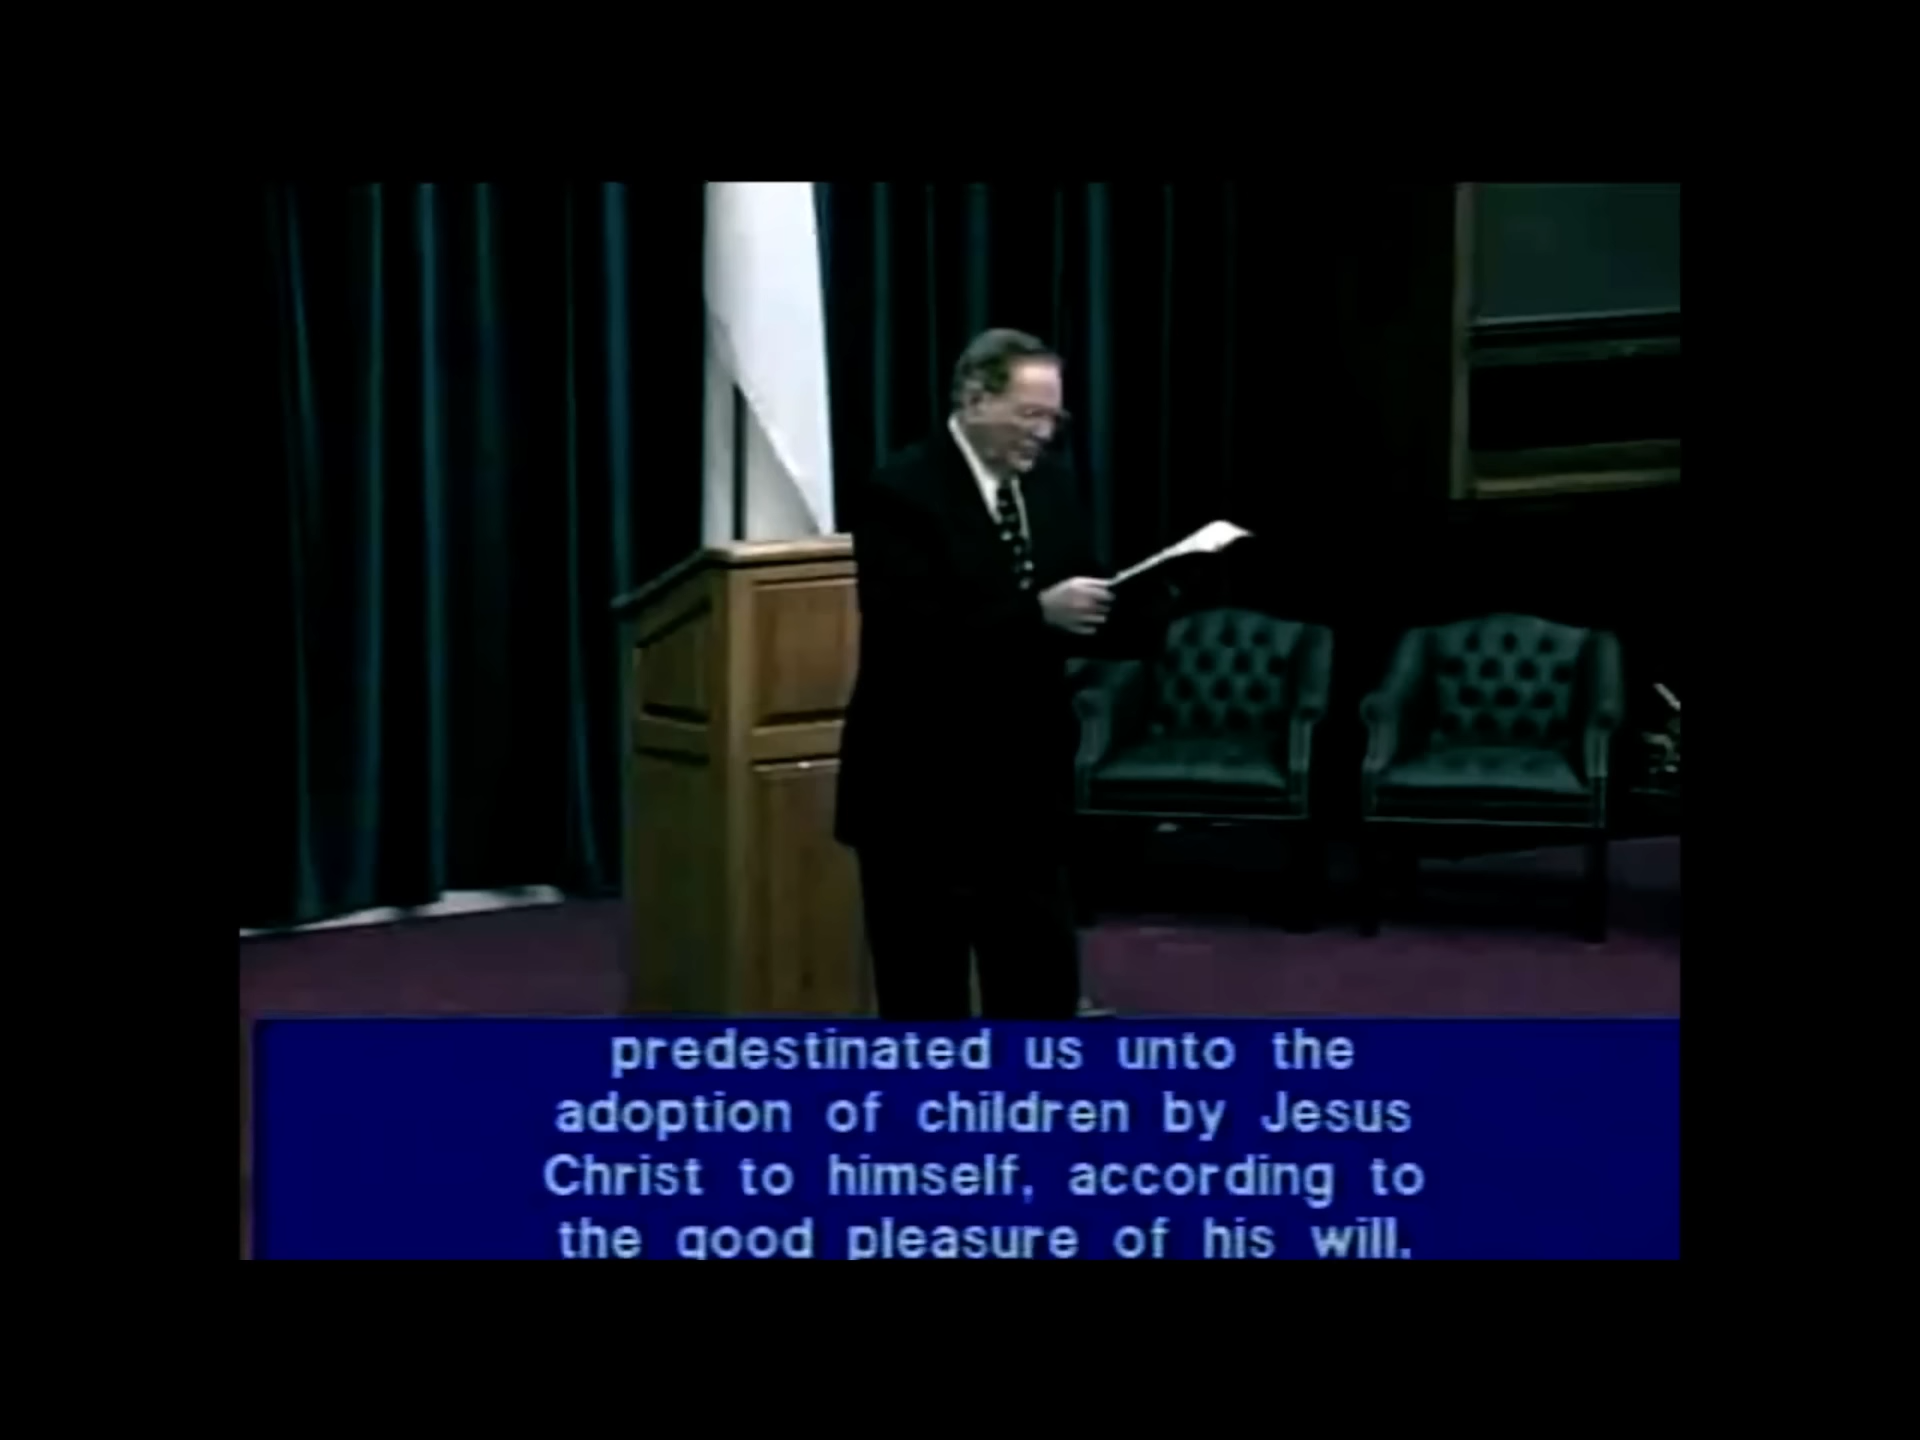 predestinated us unto the
adoption of children by Jesus
Christ to himself, according to
the good pleasure of his will,